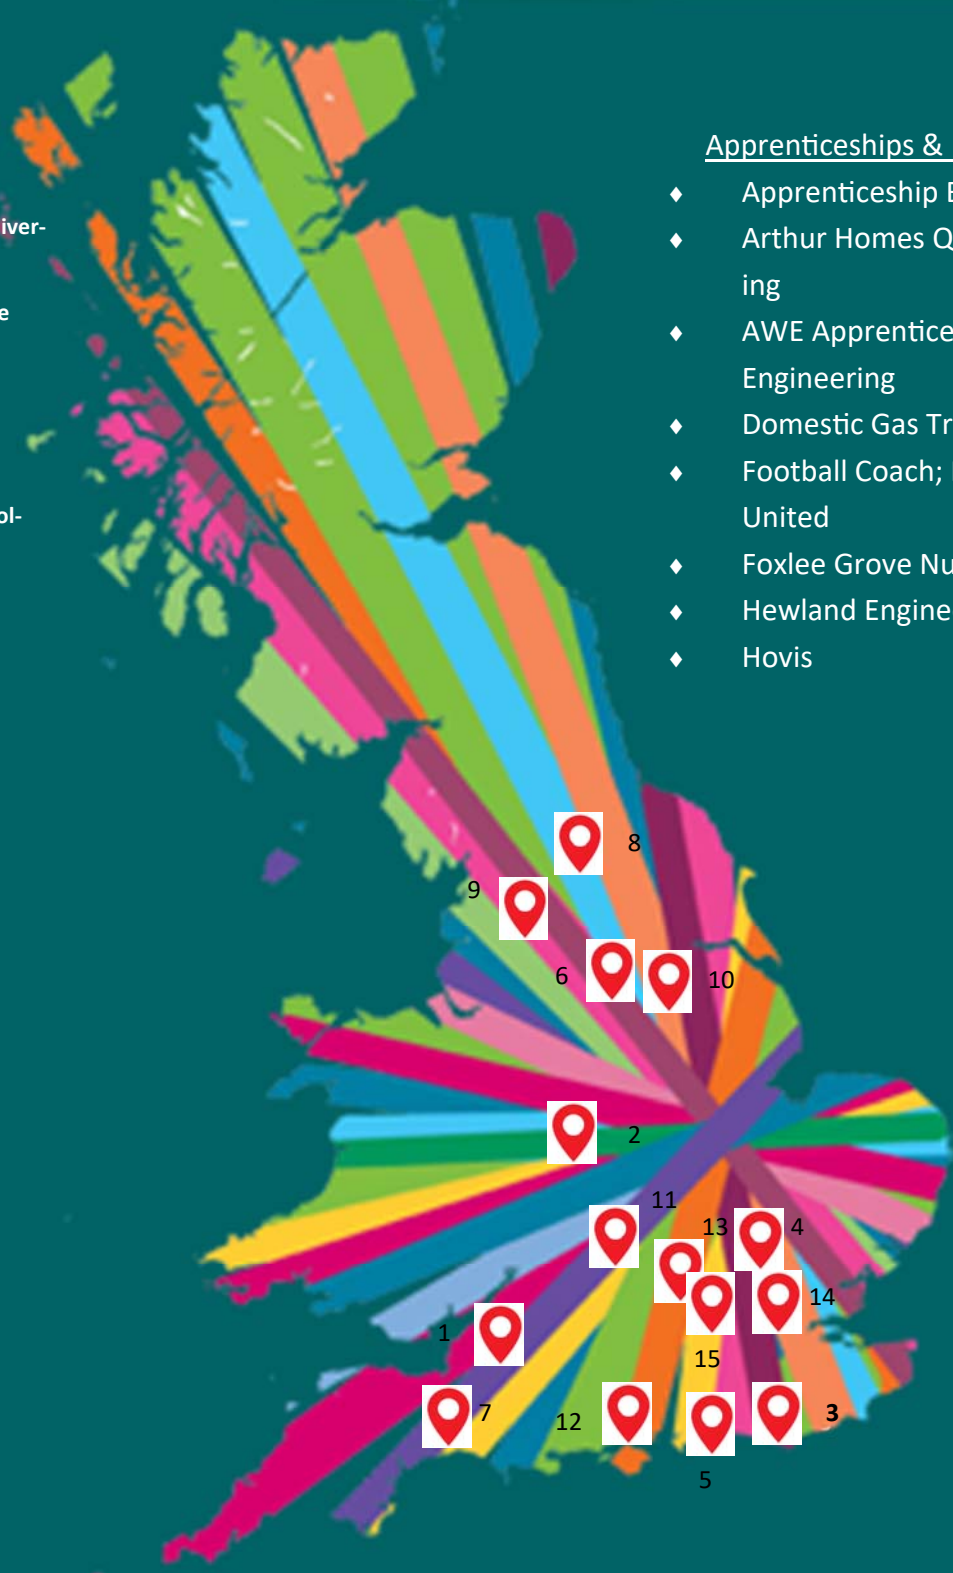 iver-
e
ol-
Apprenticeships &
♦ Apprenticeship E
♦ Arthur Homes Q
ing
♦ AWE Apprentice
Engineering
♦ Domestic Gas Tr
♦ Football Coach;
United
♦ Foxlee Grove Nu
♦ Hewland Engine
♦ Hovis
8
9
6
10
2
11
13
4
14
1
15
7
12
3
5